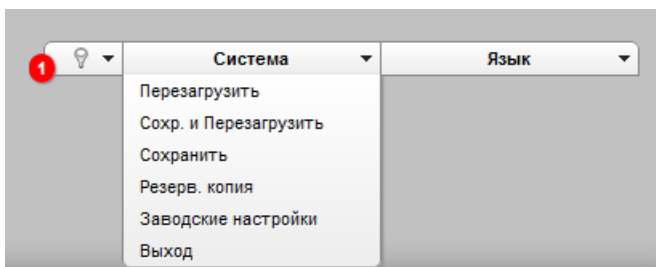 1 Система Язык
Перезагрузить
Сохр. и Перезагрузить
Сохранить
Резерв. копия
Заводские настройки
Выход